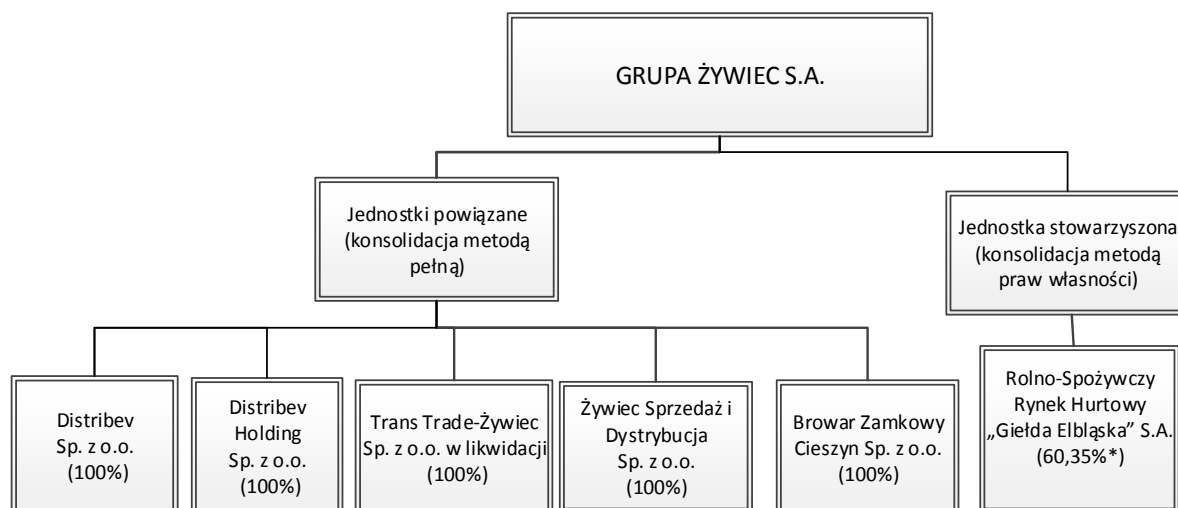 GRUPA ŻYWIEC S.A.
Jednostki powiązane
(konsolidacja metodą
pełną)
Jednostka stowarzyszona
(konsolidacja metodą
praw własności)
Distribev
Sp. z o.o.
(100%)
Distribev
Holding
Sp. z o.o.
(100%)
Trans Trade-Żywiec
Sp. z o.o. w likwidacji
(100%)
Żywiec Sprzedaż i
Dystrybucja
Sp. z o.o.
(100%)
Browar Zamkowy
Cieszyn Sp. z o.o.
(100%)
Rolno-Spożywczy
Rynek Hurtowy
„Giełda Elbląska” S.A.
(60,35%*)